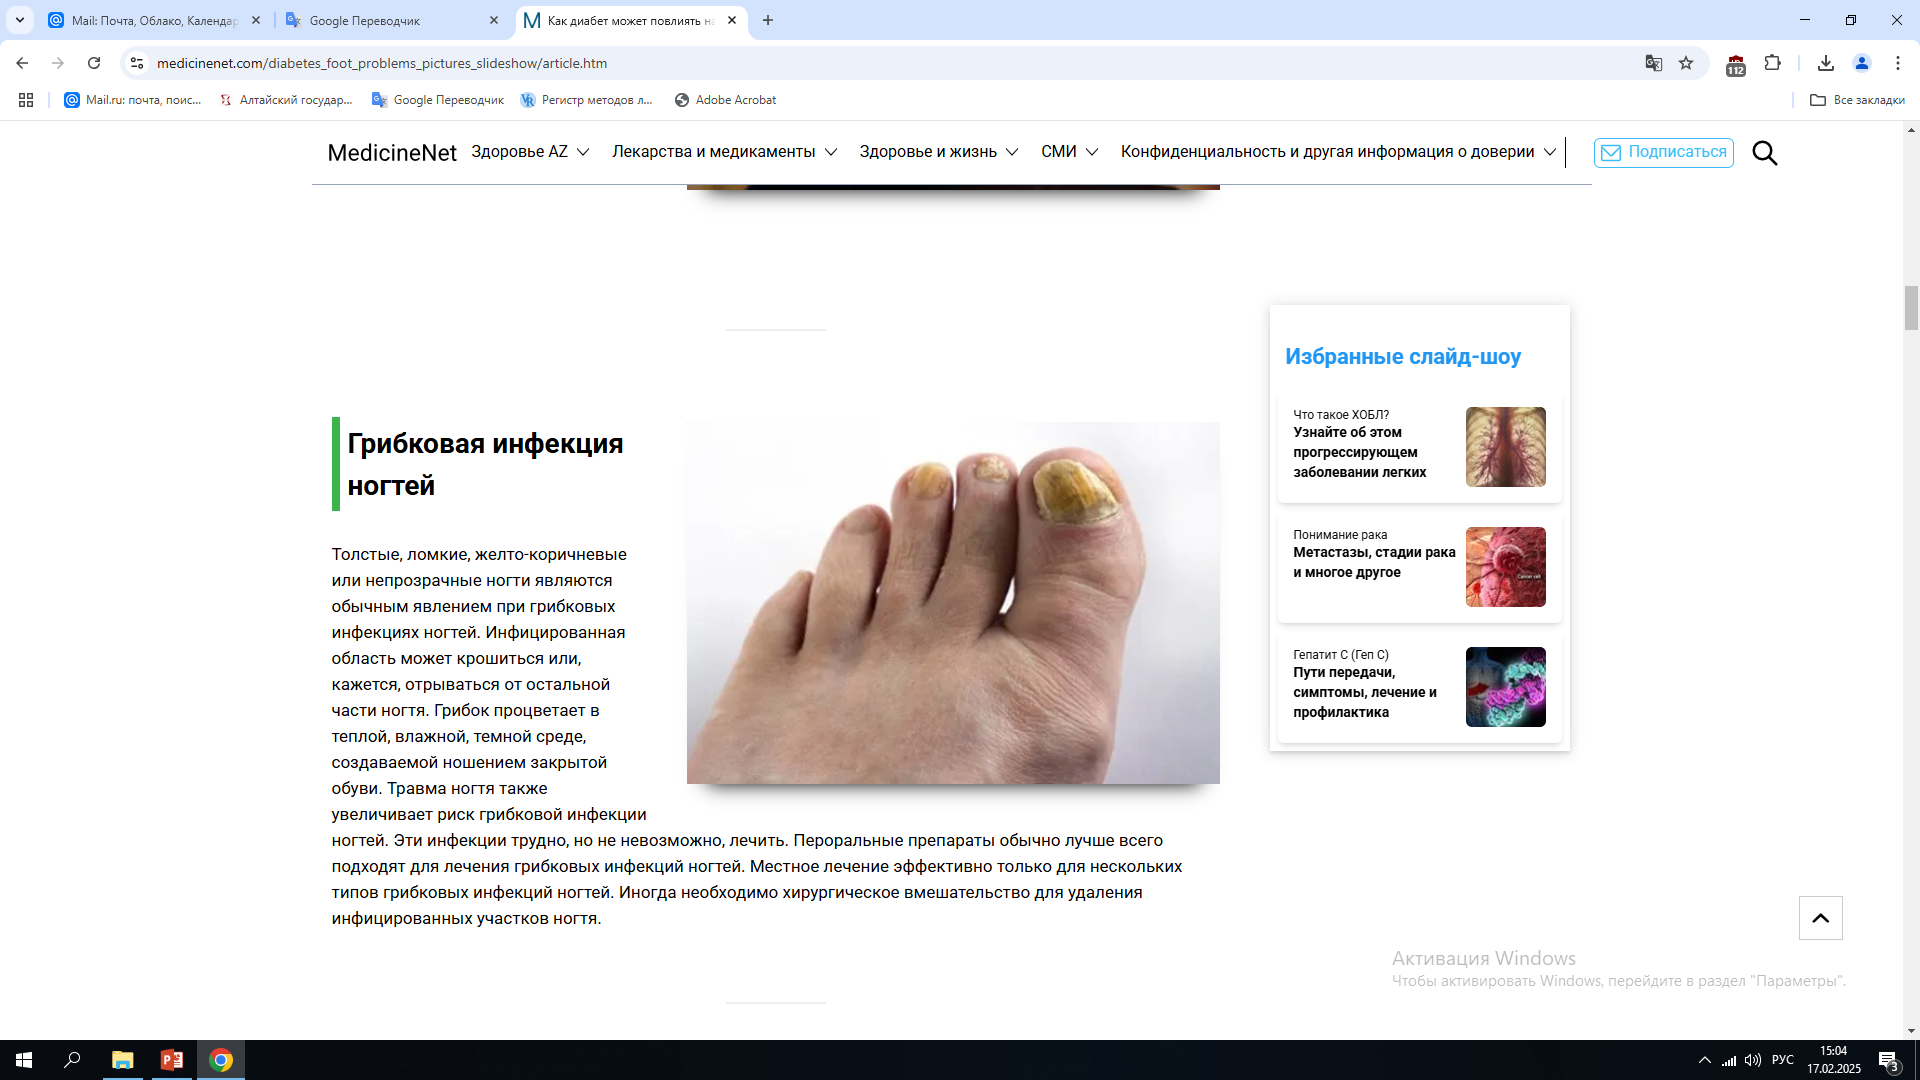 Mail: Почта, Облако, Календар
Google Переводчик
Как диабет может повлиять на
medicinenet.com/diabetes_foot_problems_pictures_slideshow/article.htm
112
Mail.ru: почта, поис...
Алтайский государ...
Google Переводчик
Регистр методов л...
Adobe Acrobat
Все закладки
MedicineNet
Здоровье AZ
Лекарства и медикаменты
Здоровье и жизнь
СМИ
Конфиденциальность и другая информация о доверии
Подписаться
Избранные слайд-шоу
Что такое ХОБЛ?
Узнайте об этом
прогрессирующем
заболевании легких
Понимание рака
Метастазы, стадии рака
и многое другое
Cancer cell
Гепатит С (Геп С)
Пути передачи,
симптомы, лечение и
профилактика
Грибковая инфекция
ногтей
Толстые, ломкие, желто-коричневые
или непрозрачные ногти являются
обычным явлением при грибковых
инфекциях ногтей. Инфицированная
область может крошиться или,
кажется, отрываться от остальной
части ногтя. Грибок процветает в
теплой, влажной, темной среде,
создаваемой ношением закрытой
обуви. Травма ногтя также
увеличивает риск грибковой инфекции
ногтей. Эти инфекции трудно, но не невозможно, лечить. Пероральные препараты обычно лучше всего
подходят для лечения грибковых инфекций ногтей. Местное лечение эффективно только для нескольких
типов грибковых инфекций ногтей. Иногда необходимо хирургическое вмешательство для удаления
инфицированных участков ногтя.
Активация Windows
Чтобы активировать Windows, перейдите в раздел "Параметры".
РУС
15:04
17.02.2025
3